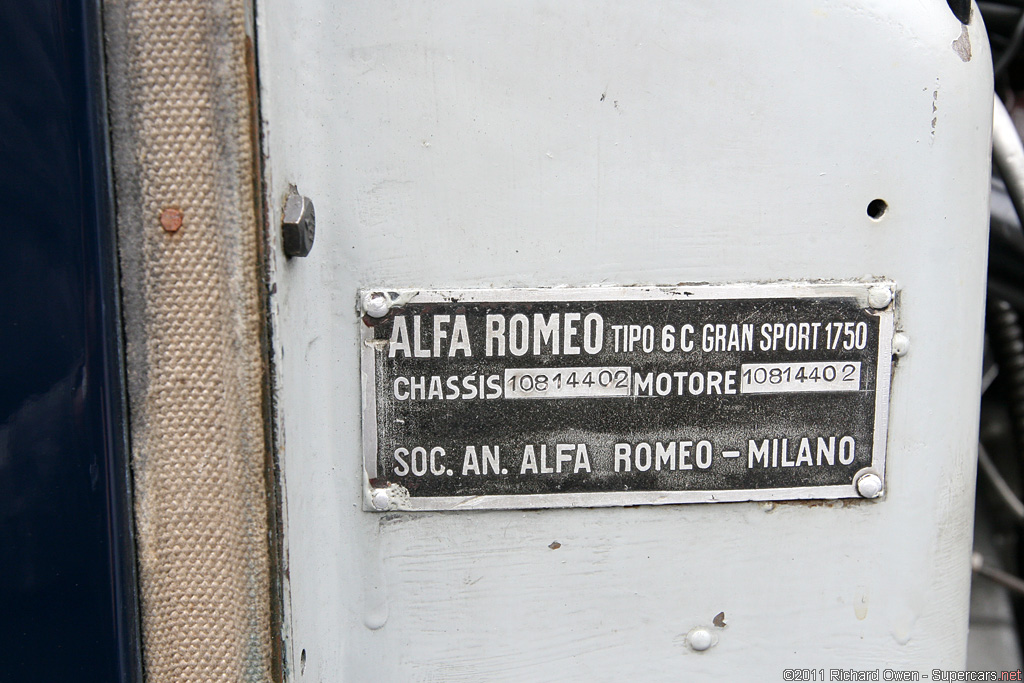 ALFA ROMEO TIPO 6C GRAN SPORT 1750
CHASSIS 10814402 MOTORE 10814402
SOC. AN. ALFA ROMEO – MILANO
©2011 Richard Owen - Supercars.net